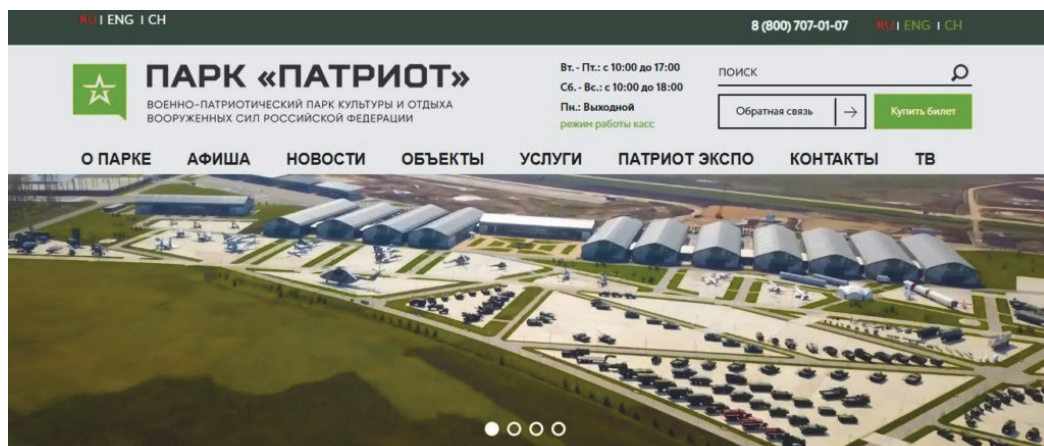 RU I ENG I CH
8 (800) 707-01-07
RU I ENG I CH
ПАРК «ПАТРИОТ»
ВОЕННО-ПАТРИОТИЧЕСКИЙ ПАРК КУЛЬТУРЫ И ОТДЫХА
ВООРУЖЕННЫХ СИЛ РОССИЙСКОЙ ФЕДЕРАЦИИ
Вт. - Пт.: с 10:00 до 17:00
Сб. - Вс.: с 10:00 до 18:00
Пн.: Выходной
режим работы касс
ПОИСК
Обратная связь →
Купить билет
О ПАРКЕ АФИША НОВОСТИ ОБЪЕКТЫ УСЛУГИ ПАТРИОТ ЭКСПО КОНТАКТЫ ТВ